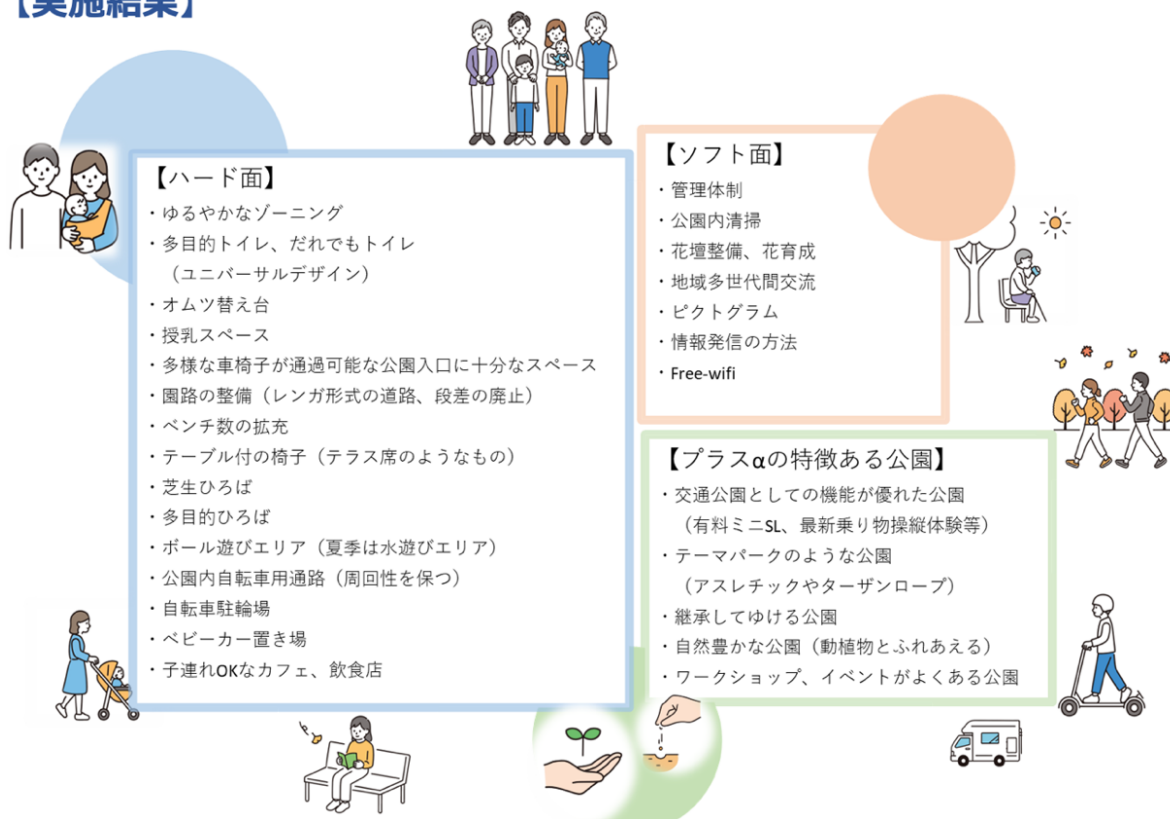 【実施結果】
【ハード面】
・ゆるやかなゾーニング
・多目的トイレ、だれでもトイレ
（ユニバーサルデザイン）
・オムツ替え台
・授乳スペース
・多様な車椅子が通過可能な公園入口に十分なスペース
・園路の整備（レンガ形式の道路、段差の廃止）
・ベンチ数の拡充
・テーブル付の椅子（テラス席のようなもの）
・芝生ひろば
・多目的ひろば
・ボール遊びエリア（夏季は水遊びエリア）
・公園内自転車用通路（周回性を保つ）
・自転車駐輪場
・ベビーカー置き場
・子連れOKなカフェ、飲食店
【ソフト面】
・管理体制
・公園内清掃
・花壇整備、花育成
・地域多世代間交流
・ピクトグラム
・情報発信の方法
・Free-wifi
【プラスαの特徴ある公園】
・交通公園としての機能が優れた公園
（有料ミニSL、最新乗り物操縦体験等）
・テーマパークのような公園
（アスレチックやターザンロープ）
・継承してゆける公園
・自然豊かな公園（動植物とふれあえる）
・ワークショップ、イベントがよくある公園